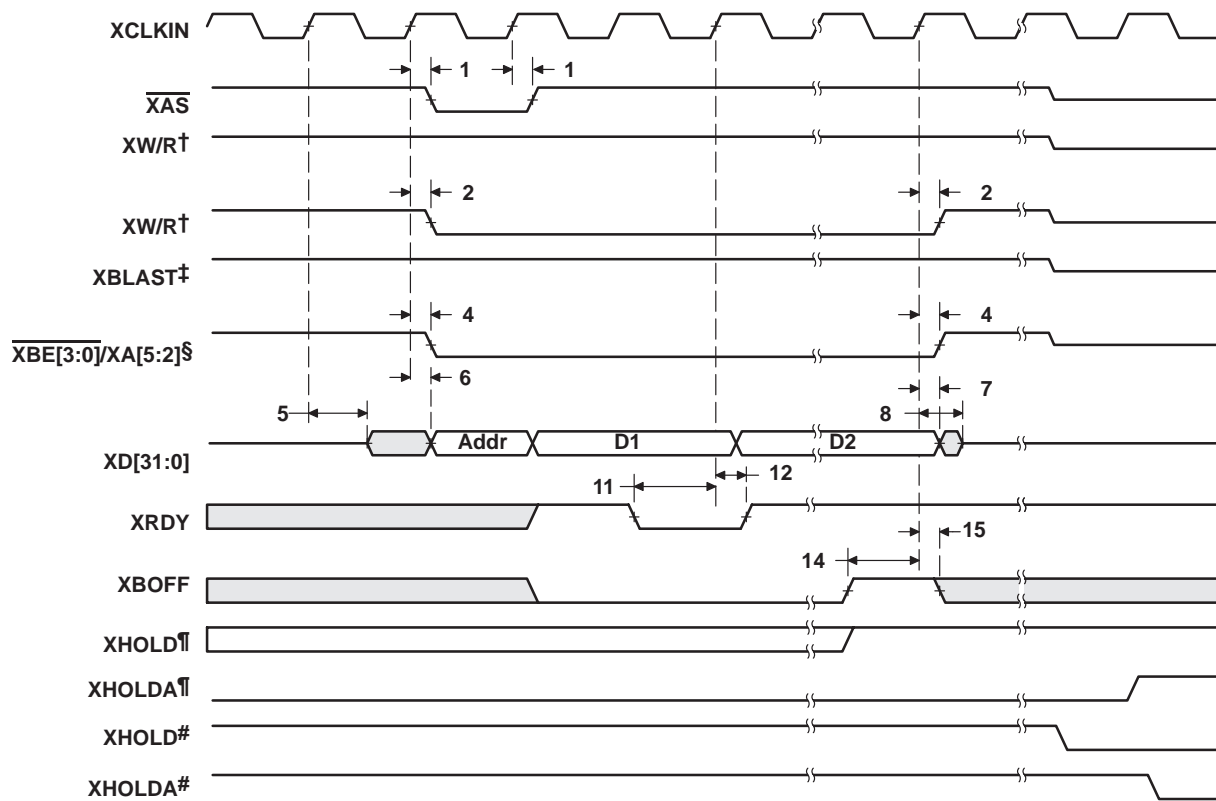 XCLKIN
1 1
XAS
XW/R†
2 2
XW/R†
XBLAST‡
4 4
XBE[3:0]/XA[5:2]§
6 7
5 8
Addr D1 D2
XD[31:0]
11 12
XRDY
14 15
XBOFF
XHOLD¶
XHOLDA¶
XHOLD#
XHOLDA#